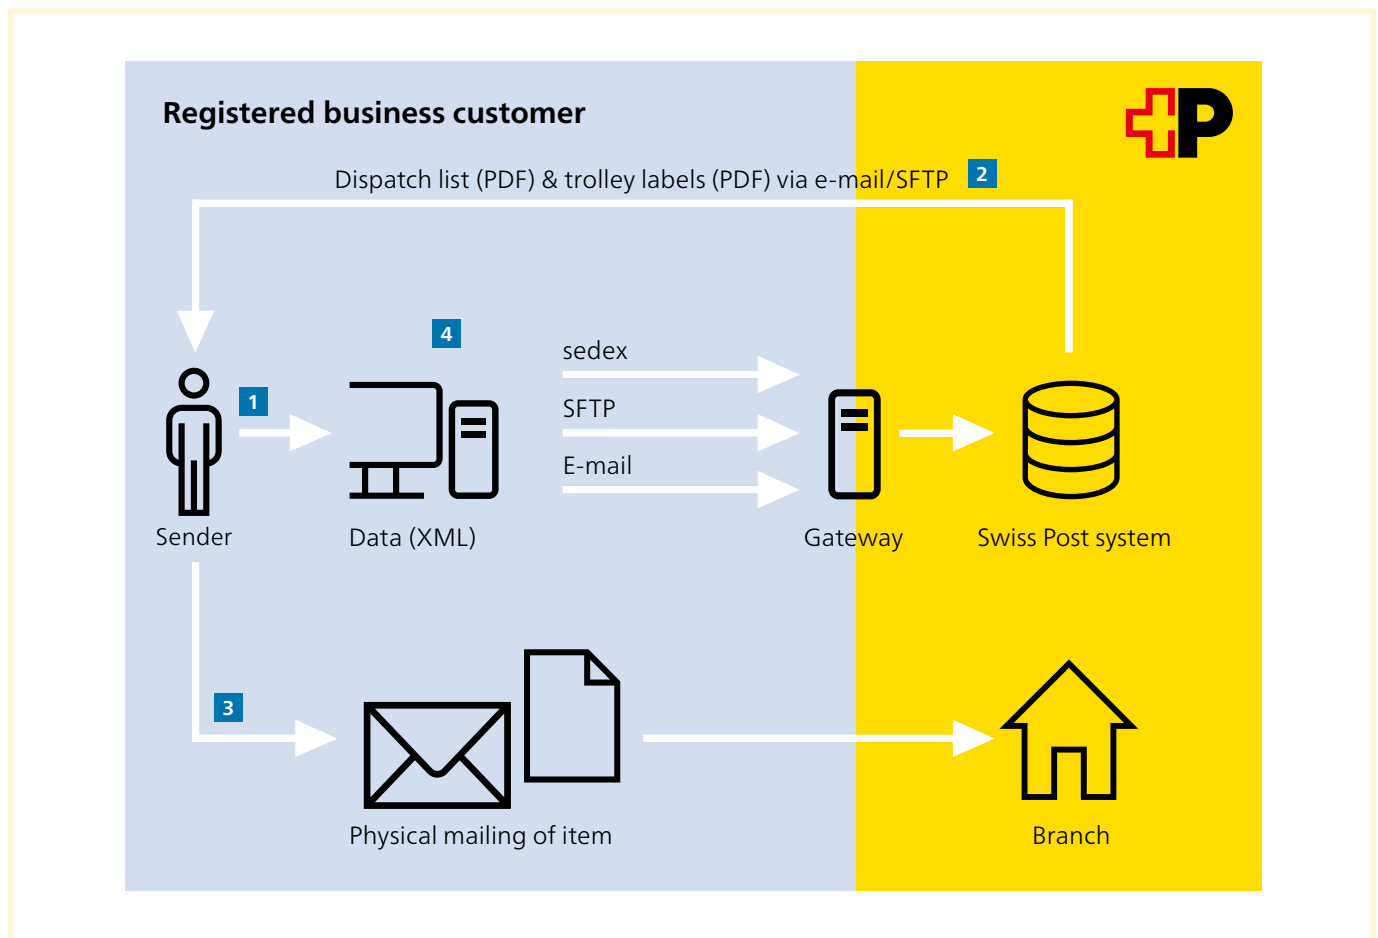 Registered business customer
P
Dispatch list (PDF) & trolley labels (PDF) via e-mail/SFTP 2
4
sedex
1
SFTP
E-mail
Sender
Data (XML)
Gateway
Swiss Post system
3
Physical mailing of item
Branch